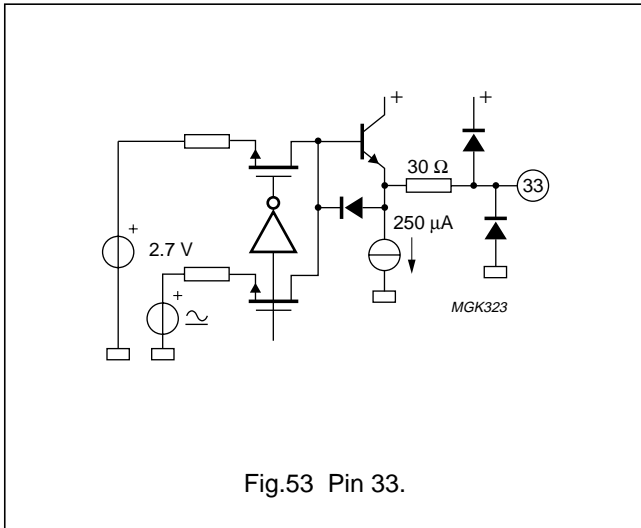 +
+
30 Ω
33
+
2.7 V
250 µA
+
MGK323
Fig.53 Pin 33.